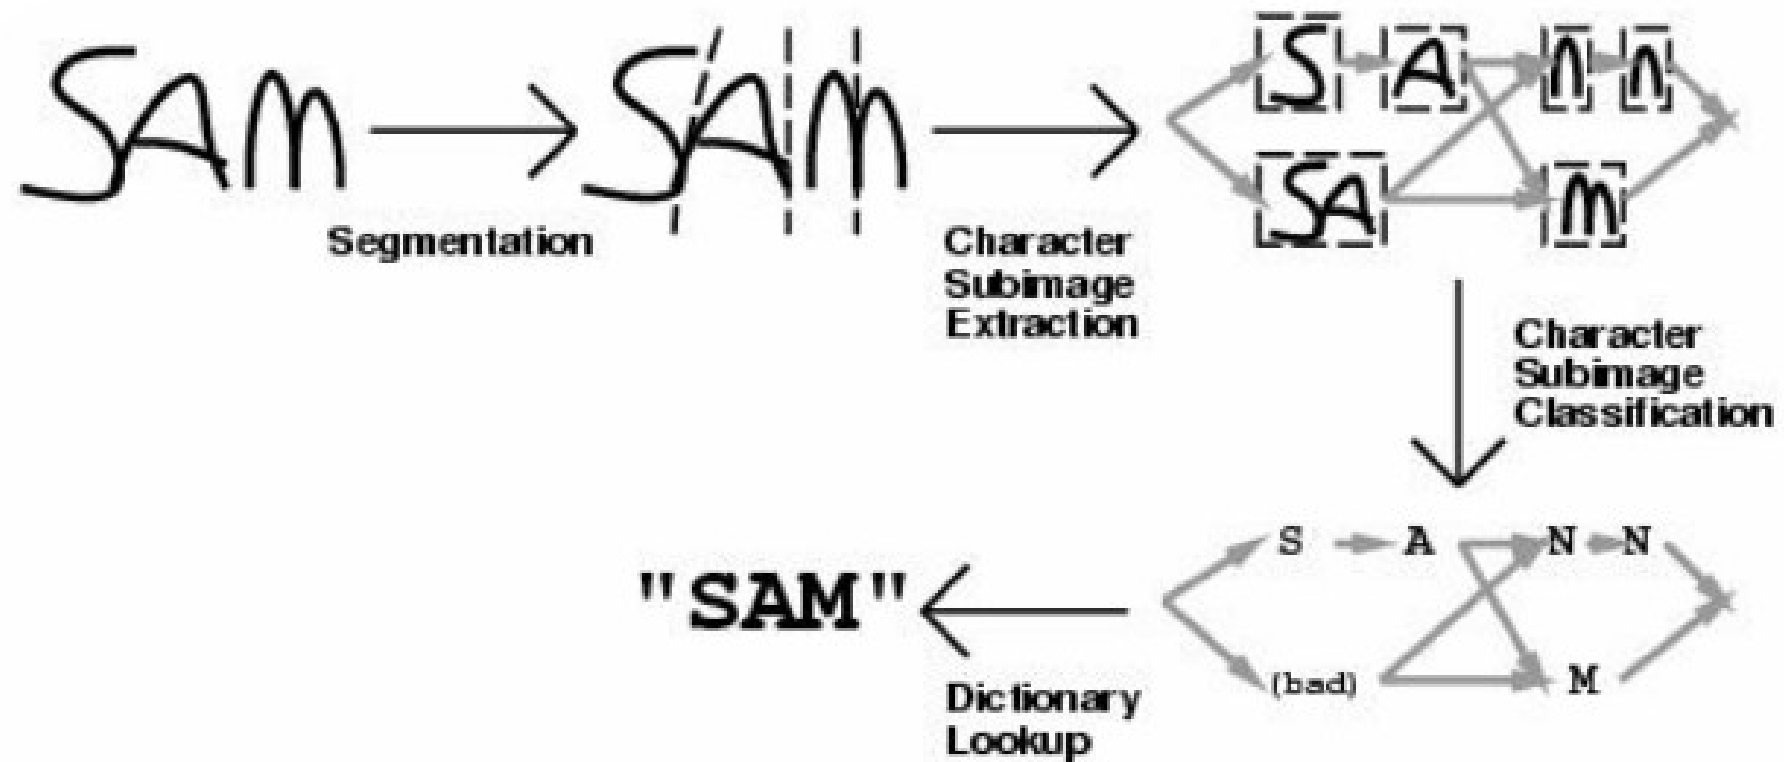 SAM
SAM
S A n n
SA m
Segmentation
Character
Subimage
Extraction
Character
Subimage
Classification
S A N N
(bad) M
"SAM"
Dictionary
Lookup